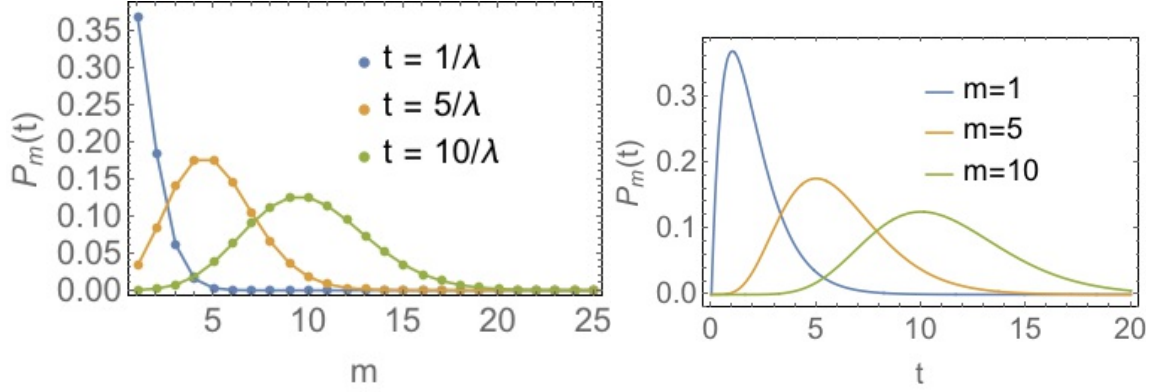 P_m(t)
0.35
0.30
0.25
0.20
0.15
0.10
0.05
0.00
t = 1/λ
t = 5/λ
t = 10/λ
5 10 15 20 25
m
P_m(t)
0.3
0.2
0.1
0.0
m=1
m=5
m=10
0 5 10 15 20
t